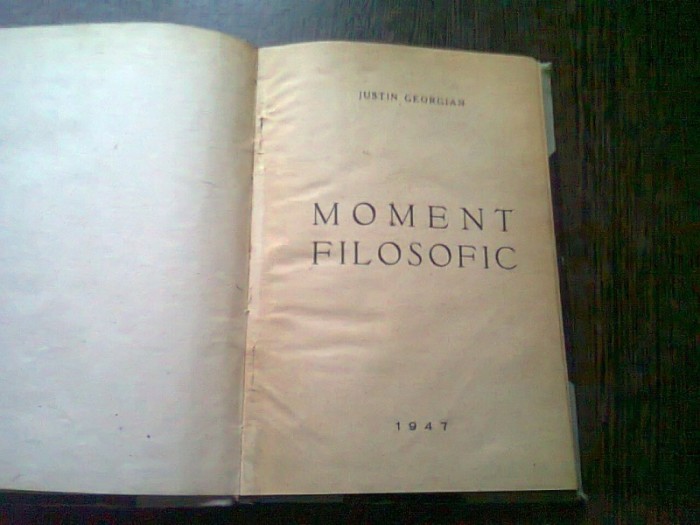 JUSTIN GEORGIAN
MOMENT
FILOSOFIC
1947